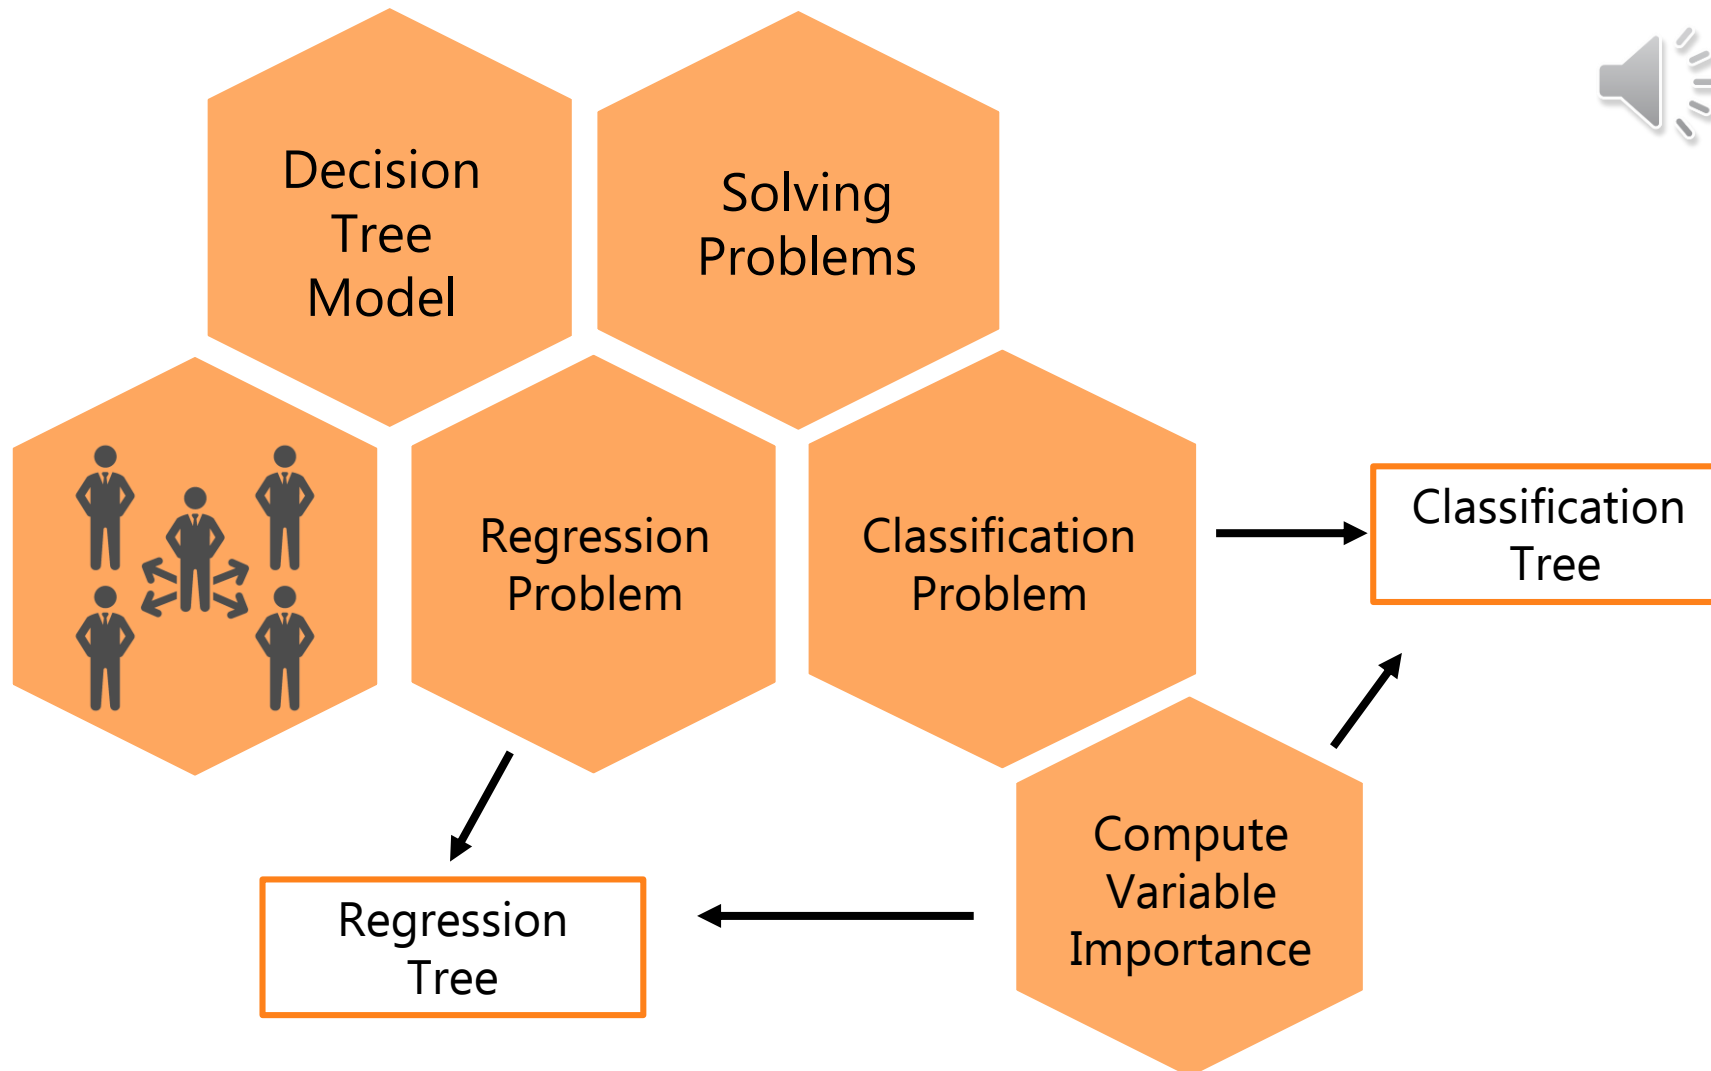 Decision
Tree
Model
Solving
Problems
Regression
Problem
Classification
Problem
Classification
Tree
Compute
Variable
Importance
Regression
Tree